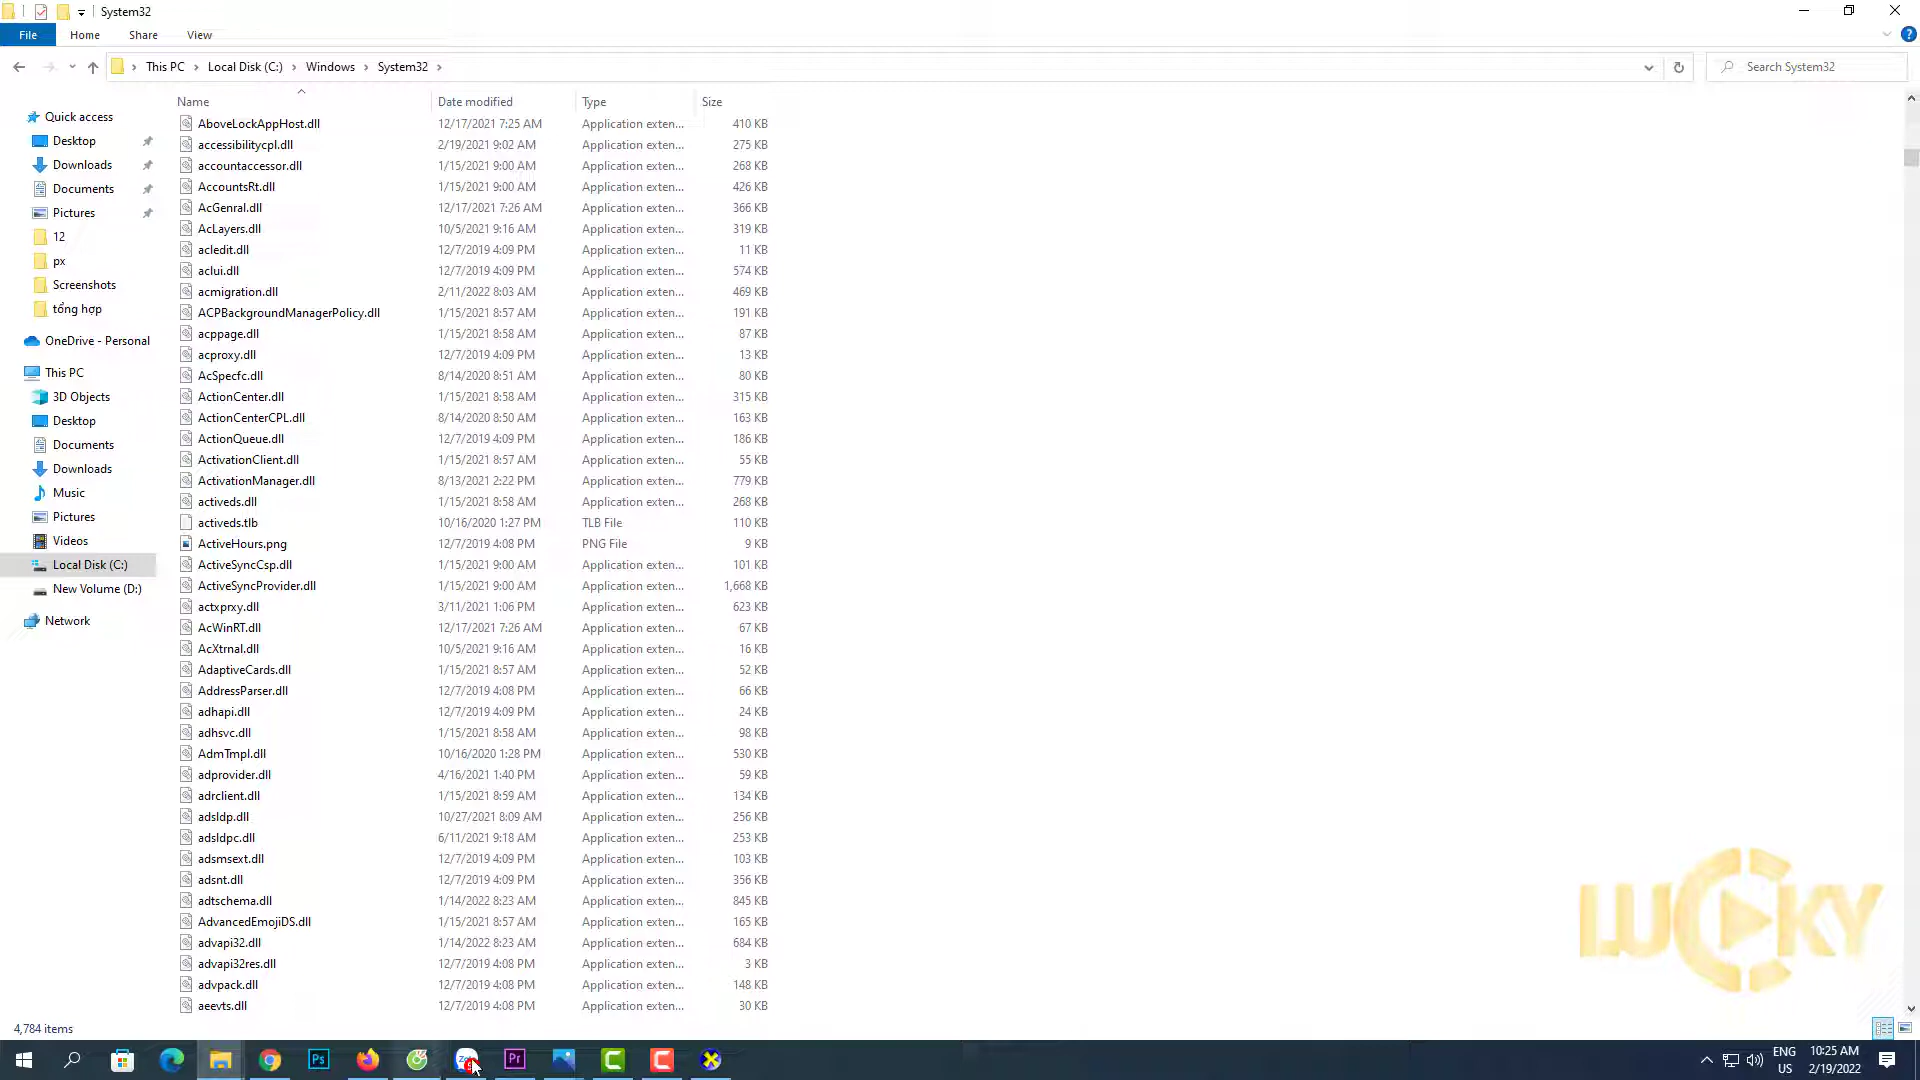 System32
File Home Share View
This PC Local Disk (C:) Windows System32 Search System32
Name Date modified Type Size
Quick access
Desktop
Downloads
Documents
Pictures
12
px
Screenshots
tổng hợp
OneDrive - Personal
This PC
3D Objects
Desktop
Documents
Downloads
Music
Pictures
Videos
Local Disk (C:)
New Volume (D:)
Network
AboveLockAppHost.dll 12/17/2021 7:25 AM Application exten... 410 KB
accessibilitycpl.dll 2/19/2021 9:02 AM Application exten... 275 KB
accountaccessor.dll 1/15/2021 9:00 AM Application exten... 268 KB
AccountsRt.dll 1/15/2021 9:00 AM Application exten... 426 KB
AcGenral.dll 12/17/2021 7:26 AM Application exten... 366 KB
AcLayers.dll 10/5/2021 9:16 AM Application exten... 319 KB
acledit.dll 12/7/2019 4:09 PM Application exten... 11 KB
aclui.dll 12/7/2019 4:09 PM Application exten... 574 KB
acmigration.dll 2/11/2022 8:03 AM Application exten... 469 KB
ACPBackgroundManagerPolicy.dll 1/15/2021 8:57 AM Application exten... 191 KB
acppage.dll 1/15/2021 8:58 AM Application exten... 87 KB
acproxy.dll 12/7/2019 4:09 PM Application exten... 13 KB
AcSpecfc.dll 8/14/2020 8:51 AM Application exten... 80 KB
ActionCenter.dll 1/15/2021 8:58 AM Application exten... 315 KB
ActionCenterCPL.dll 8/14/2020 8:50 AM Application exten... 163 KB
ActionQueue.dll 12/7/2019 4:09 PM Application exten... 186 KB
ActivationClient.dll 1/15/2021 8:57 AM Application exten... 55 KB
ActivationManager.dll 8/13/2021 2:22 PM Application exten... 779 KB
activeds.dll 1/15/2021 8:58 AM Application exten... 268 KB
activeds.tlb 10/16/2020 1:27 PM TLB File 110 KB
ActiveHours.png 12/7/2019 4:08 PM PNG File 9 KB
ActiveSyncCsp.dll 1/15/2021 9:00 AM Application exten... 101 KB
ActiveSyncProvider.dll 1/15/2021 9:00 AM Application exten... 1,668 KB
actxprxy.dll 3/11/2021 1:06 PM Application exten... 623 KB
AcWinRT.dll 12/17/2021 7:26 AM Application exten... 67 KB
AcXtrnal.dll 10/5/2021 9:16 AM Application exten... 16 KB
AdaptiveCards.dll 1/15/2021 8:57 AM Application exten... 52 KB
AddressParser.dll 12/7/2019 4:08 PM Application exten... 66 KB
adhapi.dll 12/7/2019 4:09 PM Application exten... 24 KB
adhsvc.dll 1/15/2021 8:58 AM Application exten... 98 KB
AdmTmpl.dll 10/16/2020 1:28 PM Application exten... 530 KB
adprovider.dll 4/16/2021 1:40 PM Application exten... 59 KB
adrclient.dll 1/15/2021 8:59 AM Application exten... 134 KB
adsldp.dll 10/27/2021 8:09 AM Application exten... 256 KB
adsldpc.dll 6/11/2021 9:18 AM Application exten... 253 KB
adsmsext.dll 12/7/2019 4:09 PM Application exten... 103 KB
adsnt.dll 12/7/2019 4:09 PM Application exten... 356 KB
adtschema.dll 1/14/2022 8:23 AM Application exten... 845 KB
AdvancedEmojiDS.dll 1/15/2021 8:57 AM Application exten... 165 KB
advapi32.dll 1/14/2022 8:23 AM Application exten... 684 KB
advapi32res.dll 12/7/2019 4:08 PM Application exten... 3 KB
advpack.dll 12/7/2019 4:08 PM Application exten... 148 KB
aeevts.dll 12/7/2019 4:08 PM Application exten... 30 KB
LUCKY
4,784 items
Ps Pr
ENG 10:25 AM
US 2/19/2022